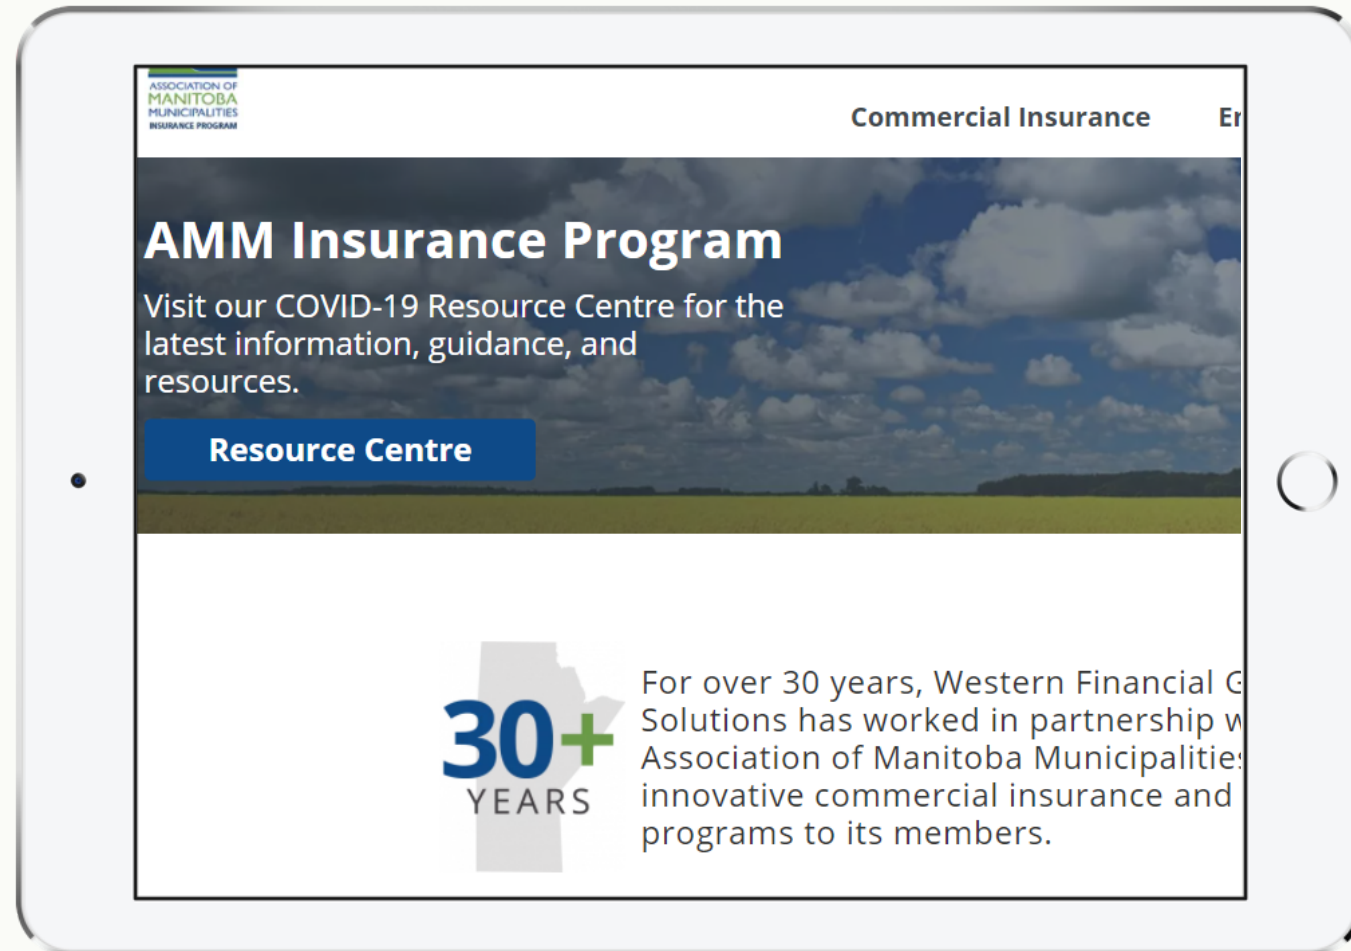 ASSOCIATION OF
MANITOBA
MUNICIPALITIES
INSURANCE PROGRAM
Commercial Insurance
AMM Insurance Program
Visit our COVID-19 Resource Centre for the
latest information, guidance, and
resources.
Resource Centre
30+
YEARS
For over 30 years, Western Financial
Solutions has worked in partnership
Association of Manitoba Municipalities
innovative commercial insurance and
programs to its members.